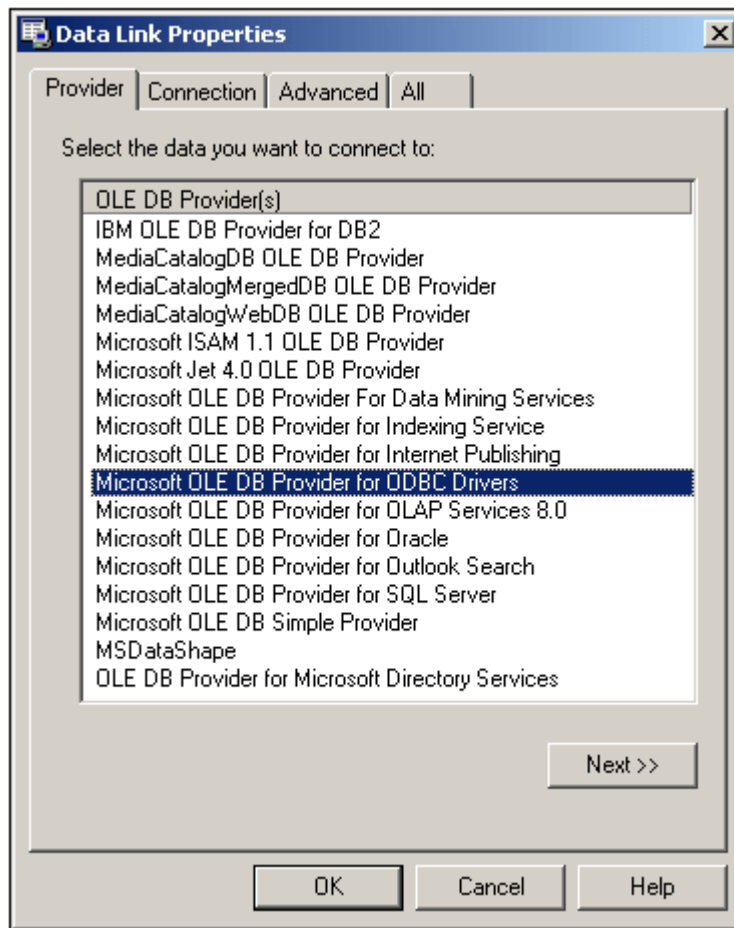 Data Link Properties
Provider Connection Advanced All
Select the data you want to connect to:
OLE DB Provider(s)
IBM OLE DB Provider for DB2
MediaCatalogDB OLE DB Provider
MediaCatalogMergedDB OLE DB Provider
MediaCatalogWebDB OLE DB Provider
Microsoft ISAM 1.1 OLE DB Provider
Microsoft Jet 4.0 OLE DB Provider
Microsoft OLE DB Provider For Data Mining Services
Microsoft OLE DB Provider for Indexing Service
Microsoft OLE DB Provider for Internet Publishing
Microsoft OLE DB Provider for ODBC Drivers
Microsoft OLE DB Provider for OLAP Services 8.0
Microsoft OLE DB Provider for Oracle
Microsoft OLE DB Provider for Outlook Search
Microsoft OLE DB Provider for SQL Server
Microsoft OLE DB Simple Provider
MSDataShape
OLE DB Provider for Microsoft Directory Services
Next >>
OK Cancel Help